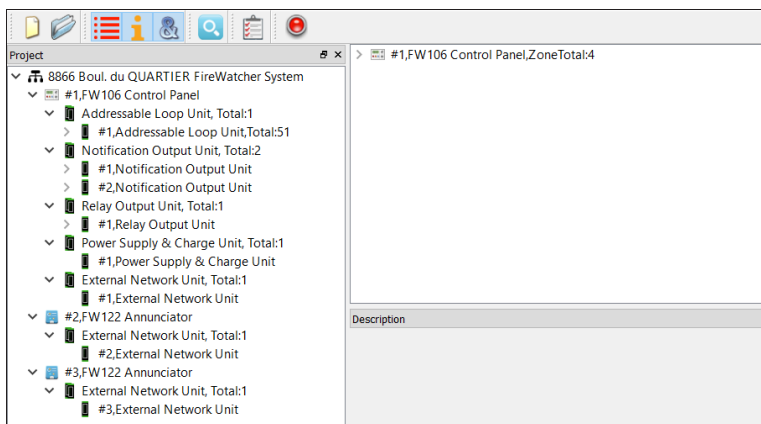 Project
8866 Boul. du QUARTIER FireWatcher System
#1,FW106 Control Panel
Addressable Loop Unit, Total:1
#1,Addressable Loop Unit,Total:51
Notification Output Unit, Total:2
#1,Notification Output Unit
#2,Notification Output Unit
Relay Output Unit, Total:1
#1,Relay Output Unit
Power Supply & Charge Unit, Total:1
#1,Power Supply & Charge Unit
External Network Unit, Total:1
#1,External Network Unit
#2,FW122 Annunciator
External Network Unit, Total:1
#2,External Network Unit
#3,FW122 Annunciator
External Network Unit, Total:1
#3,External Network Unit
#1,FW106 Control Panel,ZoneTotal:4
Description